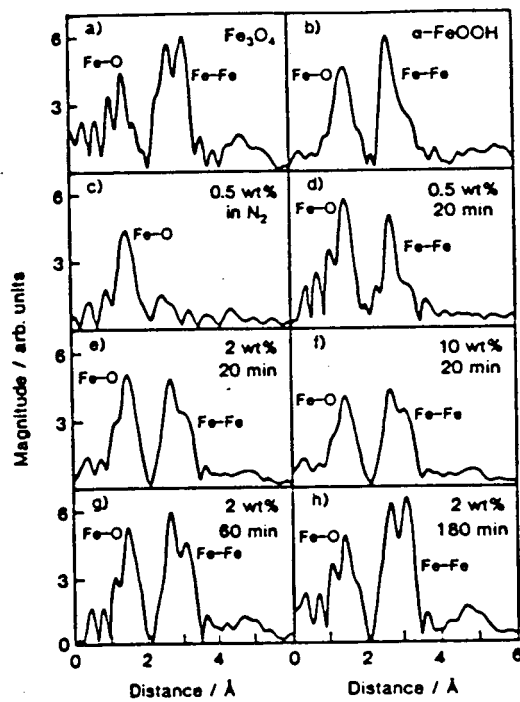 a)
Fe₃O₄
Fe–O
Fe–Fe
6
3
b)
α-FeOOH
Fe–O
Fe–Fe
c)
0.5 wt%
in N₂
Fe–O
6
3
d)
0.5 wt%
20 min
Fe–O
Fe–Fe
e)
2 wt%
20 min
Fe–O
Fe–Fe
6
3
f)
10 wt%
20 min
Fe–O
Fe–Fe
g)
2 wt%
60 min
Fe–O
Fe–Fe
6
3
0
h)
2 wt%
180 min
Fe–O
Fe–Fe
Magnitude / arb. units
0 2 4 0 2 4 6
Distance / Å
Distance / Å